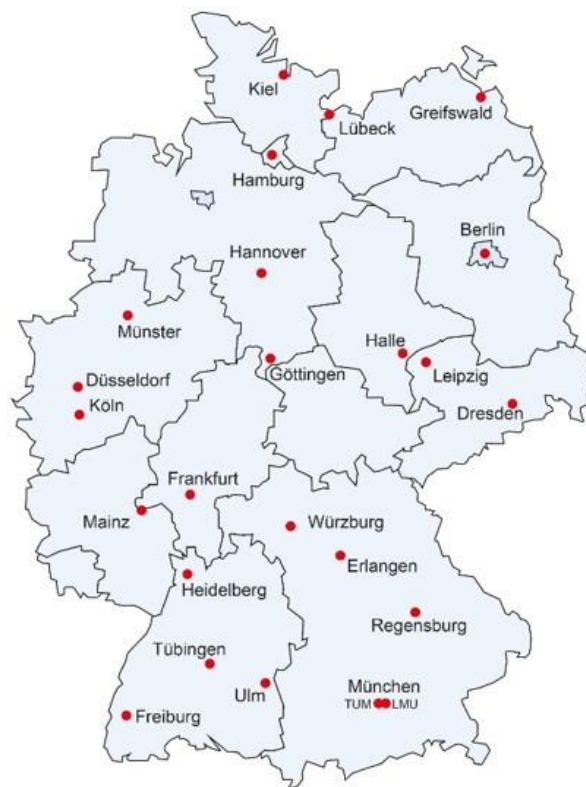 Kiel
Lübeck
Greifswald
Hamburg
Berlin
Hannover
Münster
Halle
Göttingen
Leipzig
Düsseldorf
Köln
Dresden
Frankfurt
Mainz
Würzburg
Erlangen
Heidelberg
Regensburg
Tübingen
Ulm
München
TUM LMU
Freiburg